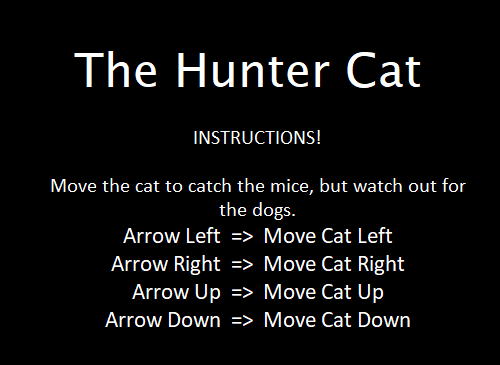 The Hunter Cat
INSTRUCTIONS!
Move the cat to catch the mice, but watch out for
the dogs.
Arrow Left => Move Cat Left
Arrow Right => Move Cat Right
Arrow Up => Move Cat Up
Arrow Down => Move Cat Down